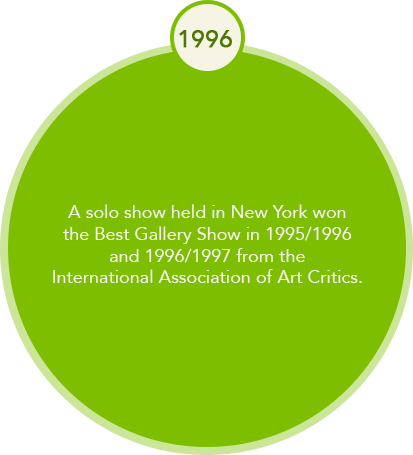 1996
A solo show held in New York won
the Best Gallery Show in 1995/1996
and 1996/1997 from the
International Association of Art Critics.